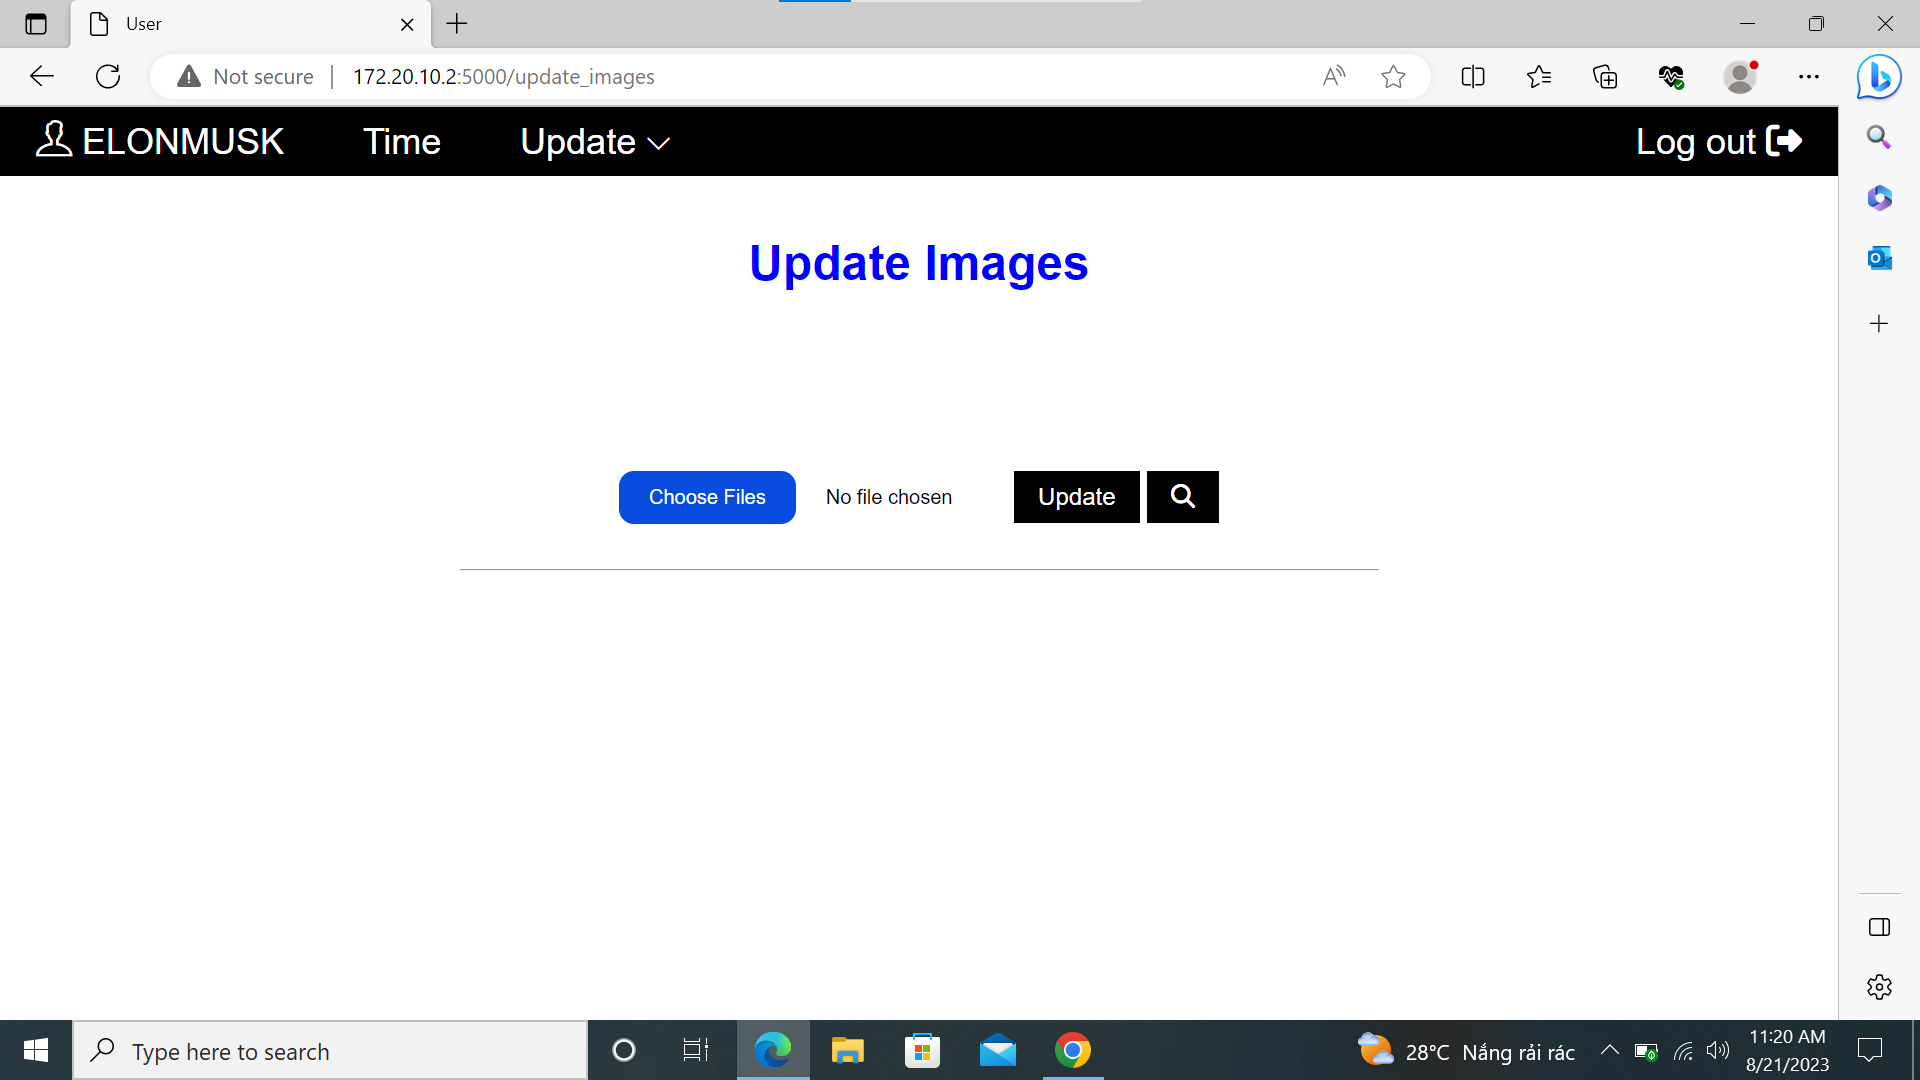 User
Not secure
172.20.10.2:5000/update_images
ELONMUSK
Time
Update
Log out
Update Images
Choose Files
No file chosen
Update
Type here to search
28°C Nắng rải rác
11:20 AM
8/21/2023